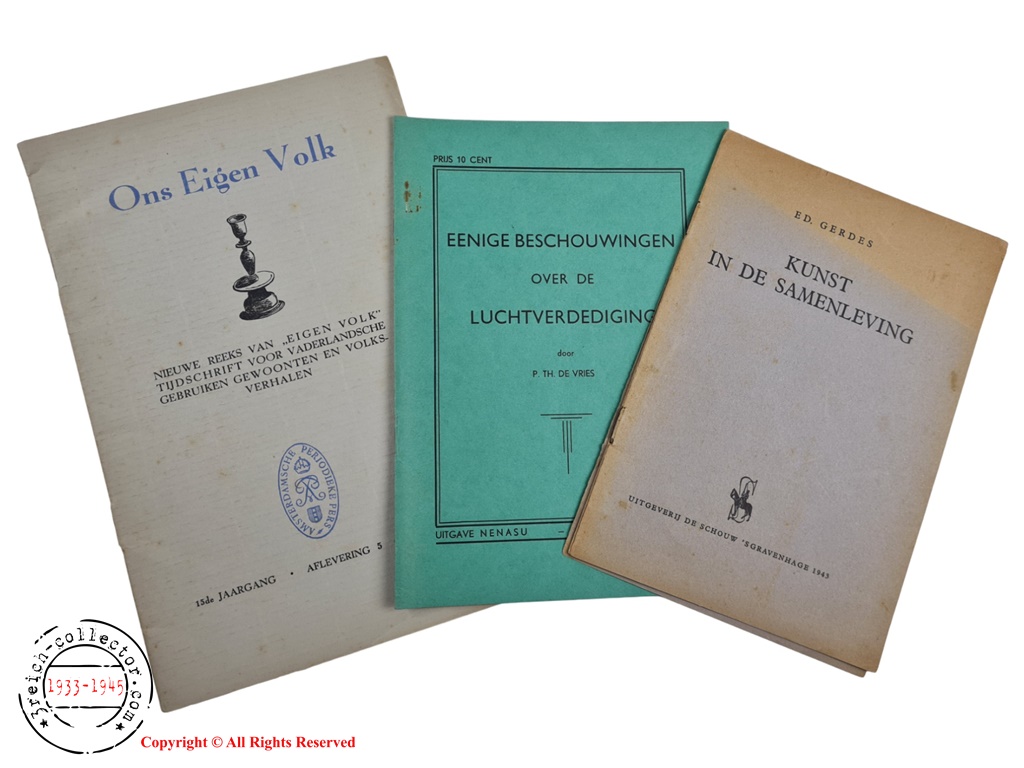 Ons Eigen Volk
NIEUWE REEKS VAN „EIGEN VOLK"
TIJDSCHRIFT VOOR VADERLANDSCHE
GEBRUIKEN GEWOONTEN EN VOLKS-
VERHALEN
AMSTERDAMSCHE PERIODIEKE PERS
15de JAARGANG • AFLEVERING 5
PRIJS 10 CENT
EENIGE BESCHOUWINGEN
OVER DE
LUCHTVERDEDIGING
door
P. TH. DE VRIES
UITGAVE NENASU –
ED. GERDES
KUNST
IN DE SAMENLEVING
UITGEVERIJ DE SCHOUW 'SGRAVENHAGE 1943
3reich-collector.com
1933-1945
Copyright © All Rights Reserved